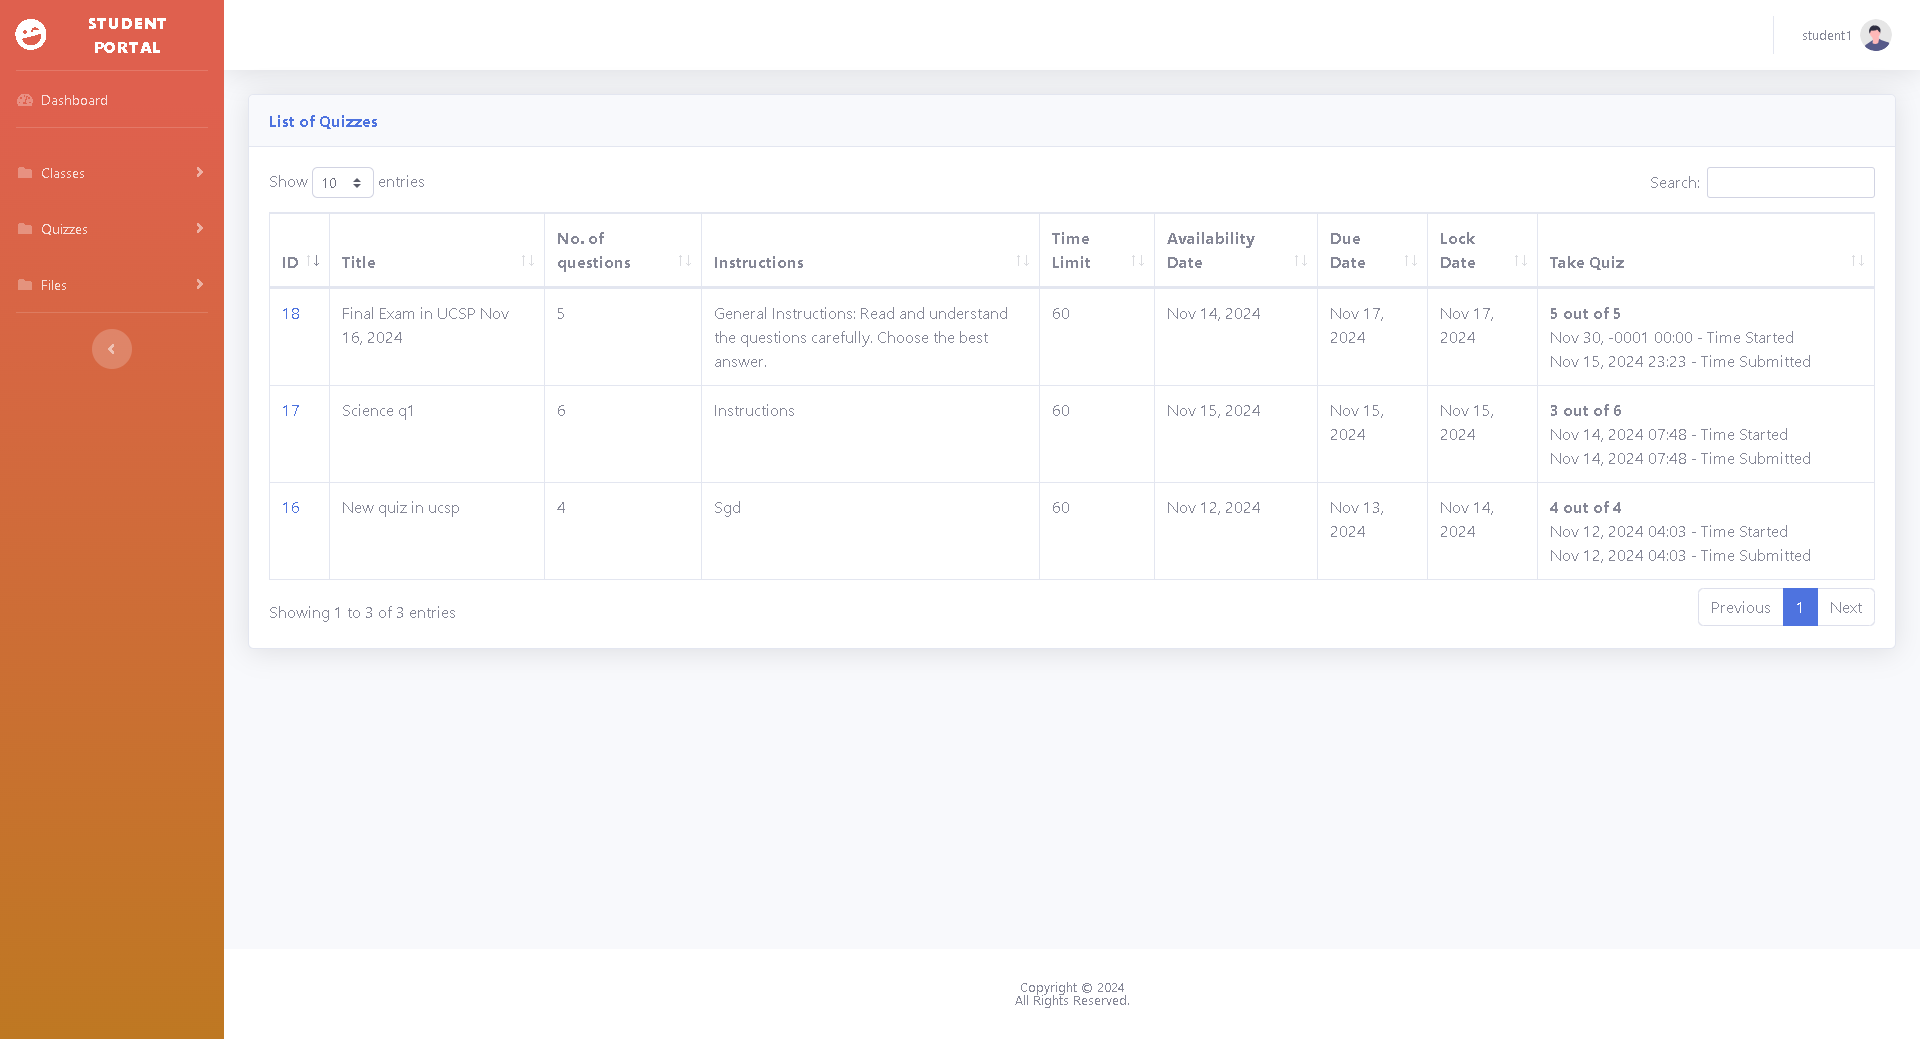 STUDENT
PORTAL
student1
Dashboard
Classes
Quizzes
Files
List of Quizzes
Show 10 entries
Search:
ID
Title
No. of
questions
Instructions
Time
Limit
Availability
Date
Due
Date
Lock
Date
Take Quiz
18
Final Exam in UCSP Nov
16, 2024
5
General Instructions: Read and understand
the questions carefully. Choose the best
answer.
60
Nov 14, 2024
Nov 17,
2024
Nov 17,
2024
5 out of 5
Nov 30, -0001 00:00 - Time Started
Nov 15, 2024 23:23 - Time Submitted
17
Science q1
6
Instructions
60
Nov 15, 2024
Nov 15,
2024
Nov 15,
2024
3 out of 6
Nov 14, 2024 07:48 - Time Started
Nov 14, 2024 07:48 - Time Submitted
16
New quiz in ucsp
4
Sgd
60
Nov 12, 2024
Nov 13,
2024
Nov 14,
2024
4 out of 4
Nov 12, 2024 04:03 - Time Started
Nov 12, 2024 04:03 - Time Submitted
Showing 1 to 3 of 3 entries
Previous 1 Next
Copyright © 2024
All Rights Reserved.